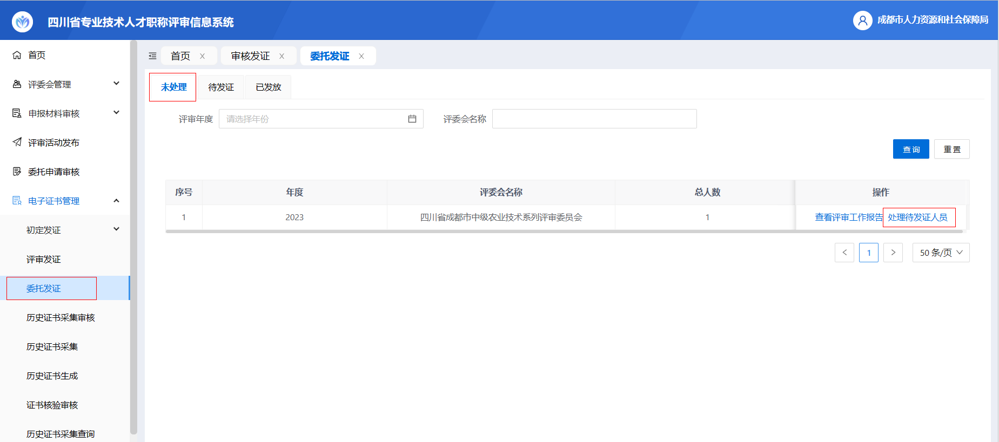 四川省专业技术人才职称评审信息系统
成都市人力资源和社会保障局
首页
评委会管理
申报材料审核
评审活动发布
委托申请审核
电子证书管理
初定发证
评审发证
委托发证
历史证书采集审核
历史证书采集
历史证书生成
证书核验审核
历史证书采集查询
首页 x 审核发证 x 委托发证 x
未处理 待发证 已发放
评审年度 请选择年份 评委会名称
查询 重置
序号 年度 评委会名称 总人数 操作
1 2023 四川省成都市中级农业技术系列评审委员会 1 查看评审工作报告 处理待发证人员
< 1 > 50 条/页